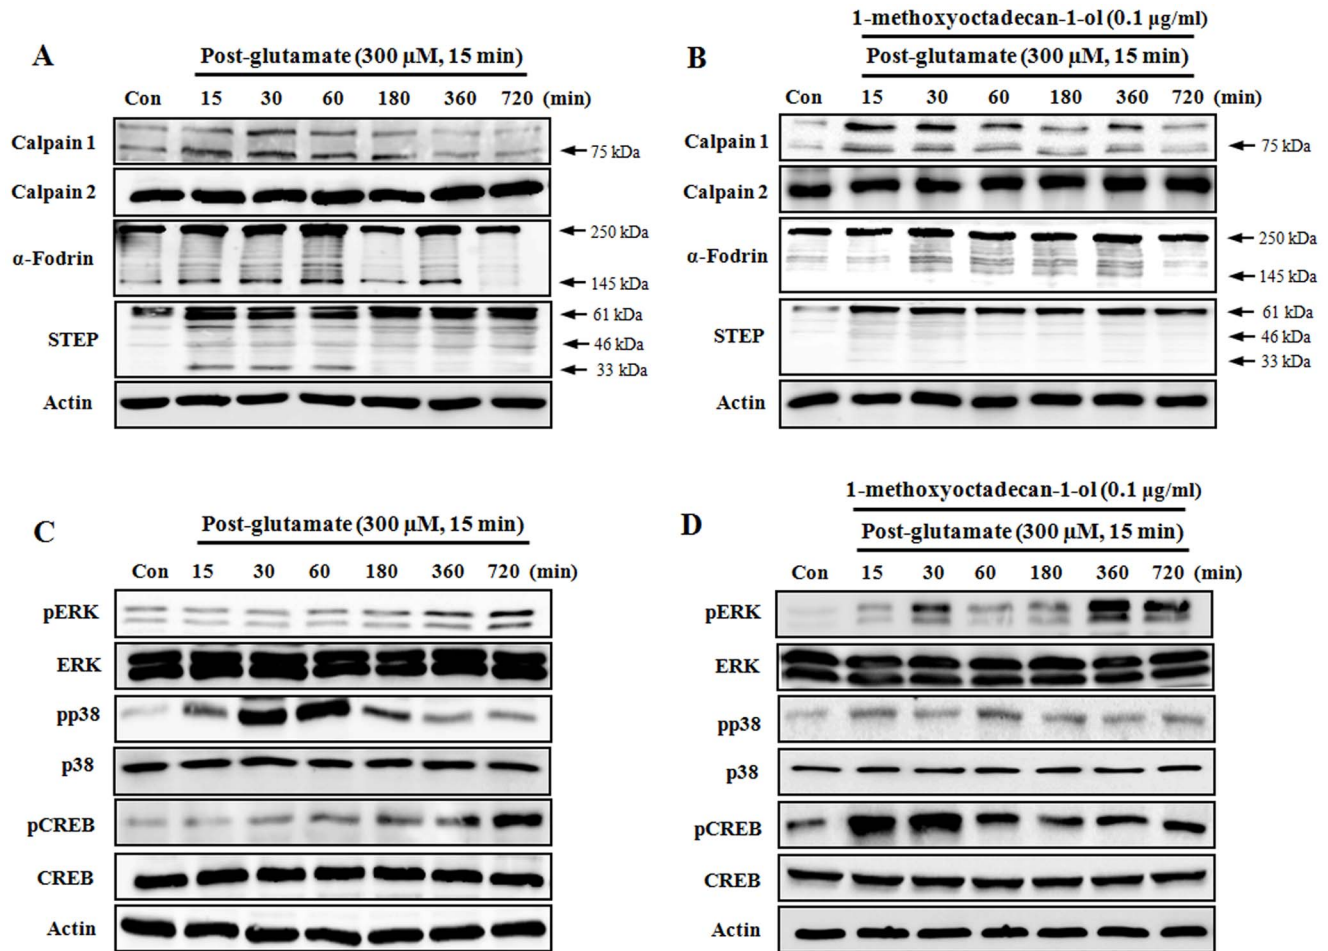 A
Post-glutamate (300 µM, 15 min)
Con 15 30 60 180 360 720 (min)
Calpain 1
75 kDa
Calpain 2
α-Fodrin
250 kDa
145 kDa
STEP
61 kDa
46 kDa
33 kDa
Actin
B
1-methoxyoctadecan-1-ol (0.1 µg/ml)
Post-glutamate (300 µM, 15 min)
Con 15 30 60 180 360 720 (min)
Calpain 1
75 kDa
Calpain 2
α-Fodrin
250 kDa
145 kDa
STEP
61 kDa
46 kDa
33 kDa
Actin
C
Post-glutamate (300 µM, 15 min)
Con 15 30 60 180 360 720 (min)
pERK
ERK
pp38
p38
pCREB
CREB
Actin
D
1-methoxyoctadecan-1-ol (0.1 µg/ml)
Post-glutamate (300 µM, 15 min)
Con 15 30 60 180 360 720 (min)
pERK
ERK
pp38
p38
pCREB
CREB
Actin